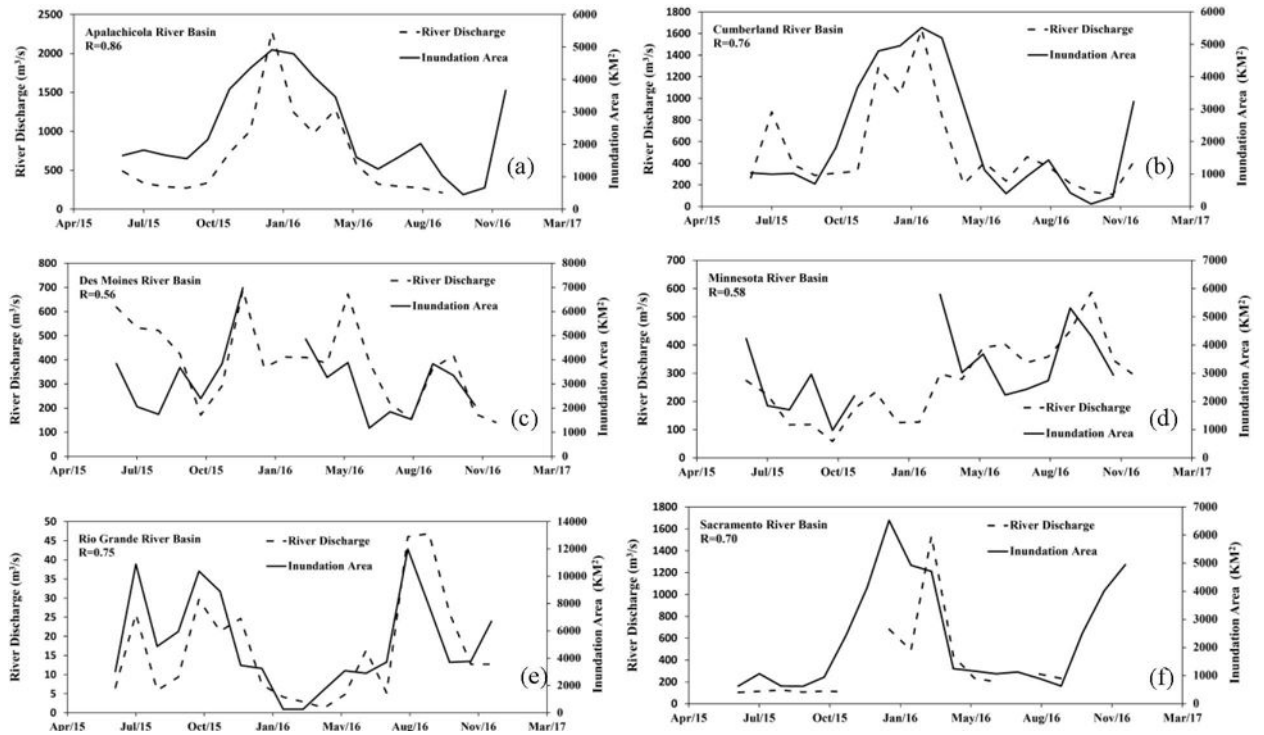 Apalachicola River Basin
R=0.86
River Discharge
Inundation Area
(a)
River Discharge (m³/s)
2500
2000
1500
1000
500
0
Inundation Area (KM²)
6000
5000
4000
3000
2000
1000
0
Apr/15 Jul/15 Oct/15 Jan/16 May/16 Aug/16 Nov/16 Mar/17
Cumberland River Basin
R=0.76
River Discharge
Inundation Area
(b)
River Discharge (m³/s)
1800
1600
1400
1200
1000
800
600
400
200
0
Inundation Area (KM²)
6000
5000
4000
3000
2000
1000
0
Apr/15 Jul/15 Oct/15 Jan/16 May/16 Aug/16 Nov/16 Mar/17
Des Moines River Basin
R=0.56
River Discharge
Inundation Area
(c)
River Discharge (m³/s)
800
700
600
500
400
300
200
100
0
Inundation Area (KM²)
8000
7000
6000
5000
4000
3000
2000
1000
0
Apr/15 Jul/15 Oct/15 Jan/16 May/16 Aug/16 Nov/16 Mar/17
Minnesota River Basin
R=0.58
River Discharge
Inundation Area
(d)
River Discharge (m³/s)
700
600
500
400
300
200
100
0
Inundation Area (KM²)
7000
6000
5000
4000
3000
2000
1000
0
Apr/15 Jul/15 Oct/15 Jan/16 May/16 Aug/16 Nov/16 Mar/17
Rio Grande River Basin
R=0.75
River Discharge
Inundation Area
(e)
River Discharge (m³/s)
50
45
40
35
30
25
20
15
10
5
0
Inundation Area (KM²)
14000
12000
10000
8000
6000
4000
2000
0
Apr/15 Jul/15 Oct/15 Jan/16 May/16 Aug/16 Nov/16 Mar/17
Sacramento River Basin
R=0.70
River Discharge
Inundation Area
(f)
River Discharge (m³/s)
1800
1600
1400
1200
1000
800
600
400
200
0
Inundation Area (KM²)
7000
6000
5000
4000
3000
2000
1000
0
Apr/15 Jul/15 Oct/15 Jan/16 May/16 Aug/16 Nov/16 Mar/17